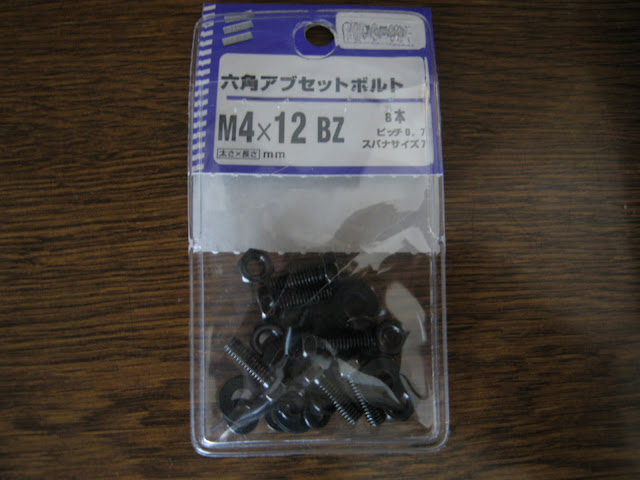 六角アプセットボルト
M4×12 BZ
太さ×長さ mm
8本
ピッチ0.7
スパナサイズ7